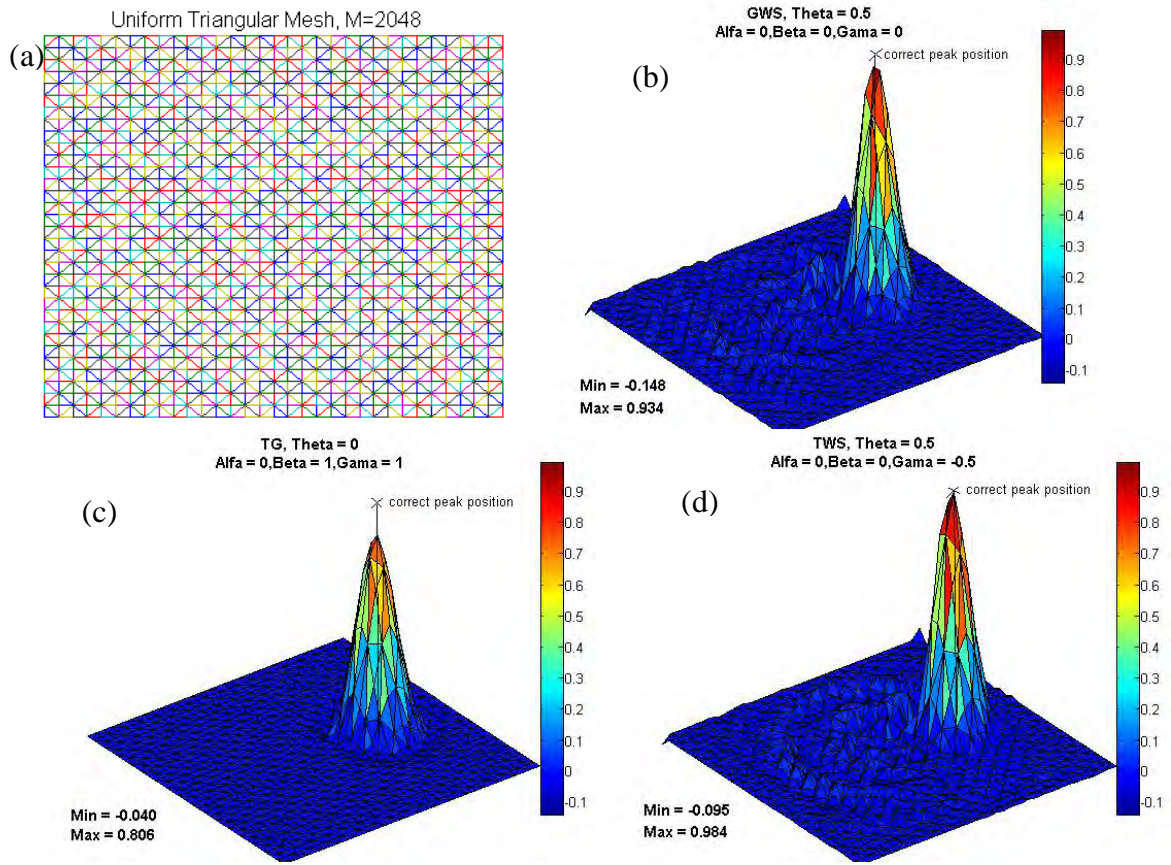 Uniform Triangular Mesh, M=2048
(a)
GWS, Theta = 0.5
Alfa = 0,Beta = 0,Gama = 0
correct peak position
(b)
0.9
0.8
0.7
0.6
0.5
0.4
0.3
0.2
0.1
0
-0.1
Min = -0.148
Max = 0.934
TG, Theta = 0
Alfa = 0,Beta = 1,Gama = 1
correct peak position
(c)
0.9
0.8
0.7
0.6
0.5
0.4
0.3
0.2
0.1
0
-0.1
Min = -0.040
Max = 0.806
TWS, Theta = 0.5
Alfa = 0,Beta = 0,Gama = -0.5
correct peak position
(d)
0.9
0.8
0.7
0.6
0.5
0.4
0.3
0.2
0.1
0
-0.1
Min = -0.095
Max = 0.984